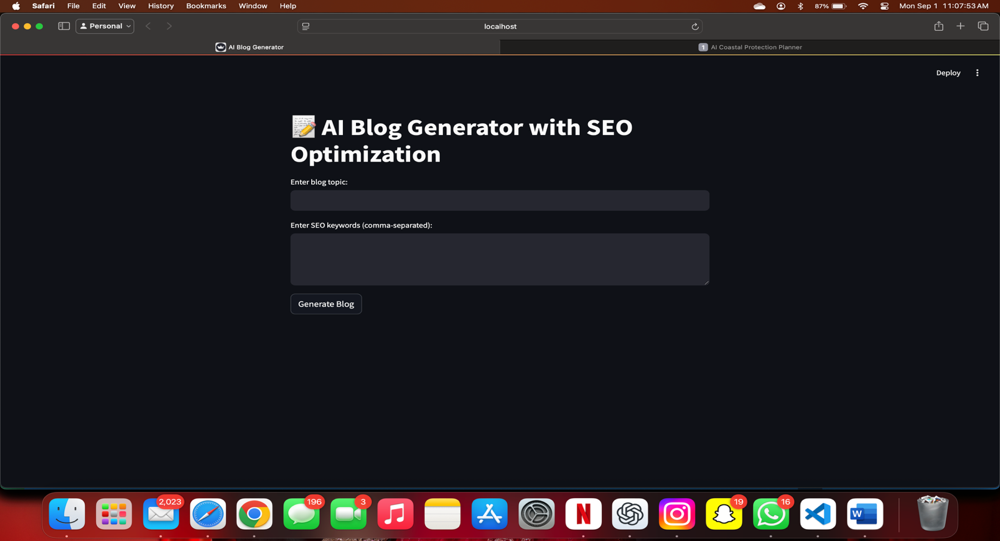 Safari File Edit View History Bookmarks Window Help 87% Mon Sep 1 11:07:53 AM
Personal localhost
AI Blog Generator 1 AI Coastal Protection Planner
Deploy
AI Blog Generator with SEO
Optimization
Enter blog topic:
Enter SEO keywords (comma-separated):
Generate Blog
2,023 196 3 19 16
N W